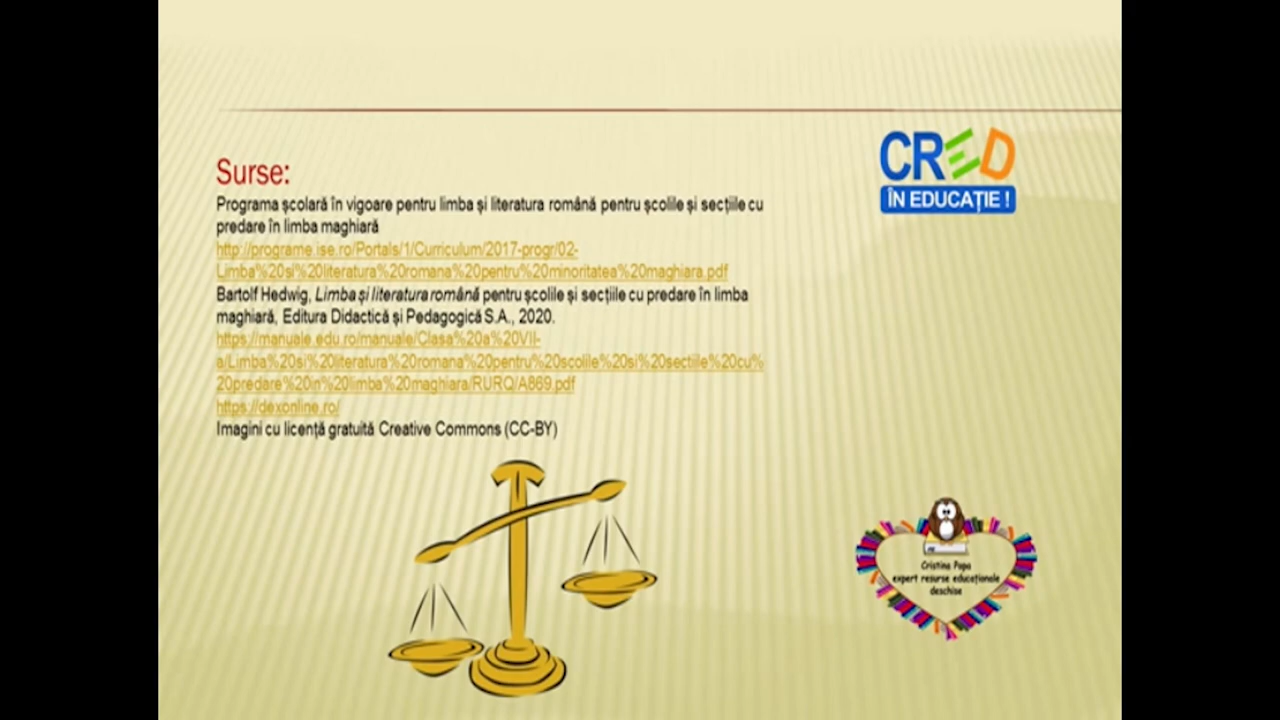 Surse:
Programa școlară în vigoare pentru limba și literatura română pentru școlile și secțiile cu
predare în limba maghiară
http://programe.ise.ro/Portals/1/Curriculum/2017-progr/02-
Limba%20si%20literatura%20romana%20pentru%20minoritatea%20maghiara.pdf
Bartolf Hedwig, Limba și literatura română pentru școlile și secțiile cu predare în limba
maghiară, Editura Didactică și Pedagogică S.A., 2020.
https://manuale.edu.ro/manuale/Clasa%20a%20VII-
a/Limba%20si%20literatura%20romana%20pentru%20scolile%20si%20sectiile%20cu%
20predare%20in%20limba%20maghiara/RURQ/A869.pdf
https://dexonline.ro/
Imagini cu licență gratuită Creative Commons (CC-BY)
CRED
ÎN EDUCAȚIE !
Cristina Popa
expert resurse educaționale
deschise